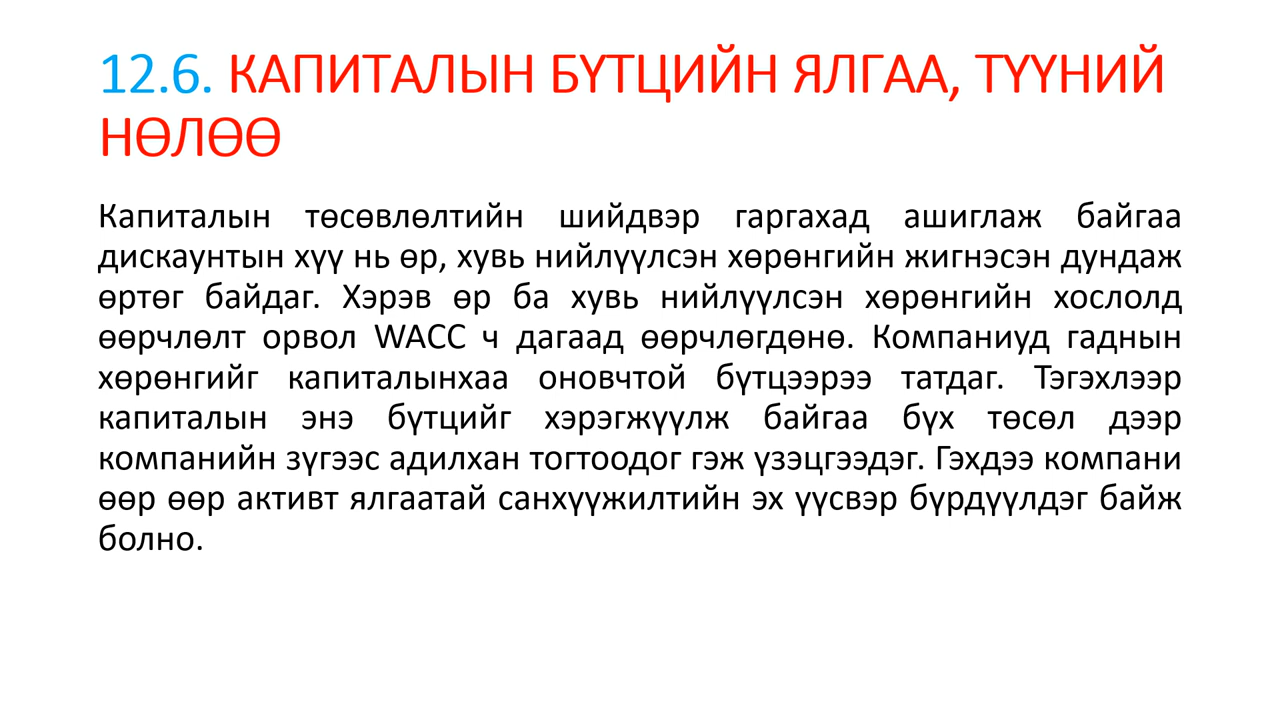 12.6. КАПИТАЛЫН БҮТЦИЙН ЯЛГАА, ТҮҮНИЙ
НӨЛӨӨ
Капиталын төсөвлөлтийн шийдвэр гаргахад ашиглаж байгаа
дискаунтын хүү нь өр, хувь нийлүүлсэн хөрөнгийн жигнэсэн дундаж
өртөг байдаг. Хэрэв өр ба хувь нийлүүлсэн хөрөнгийн хослолд
өөрчлөлт орвол WACC ч дагаад өөрчлөгдөнө. Компаниуд гаднын
хөрөнгийг капиталынхаа оновчтой бүтцээрээ татдаг. Тэгэхлээр
капиталын энэ бүтцийг хэрэгжүүлж байгаа бүх төсөл дээр
компанийн зүгээс адилхан тогтоодог гэж үзэцгээдэг. Гэхдээ компани
өөр өөр активт ялгаатай санхүүжилтийн эх үүсвэр бүрдүүлдэг байж
болно.